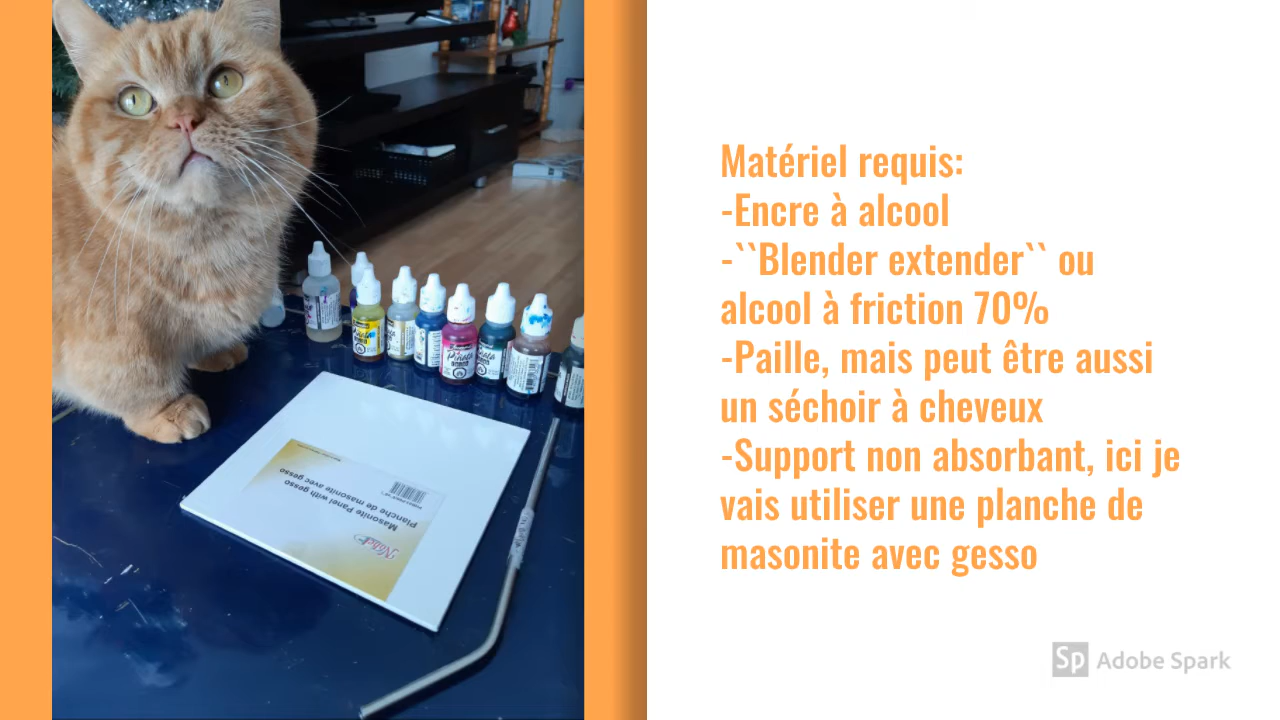 Matériel requis:
-Encre à alcool
-``Blender extender`` ou
alcool à friction 70%
-Paille, mais peut être aussi
un séchoir à cheveux
-Support non absorbant, ici je
vais utiliser une planche de
masonite avec gesso
Masonite Panel with gesso
Planche de masonite avec gesso
Piñata
Sp Adobe Spark